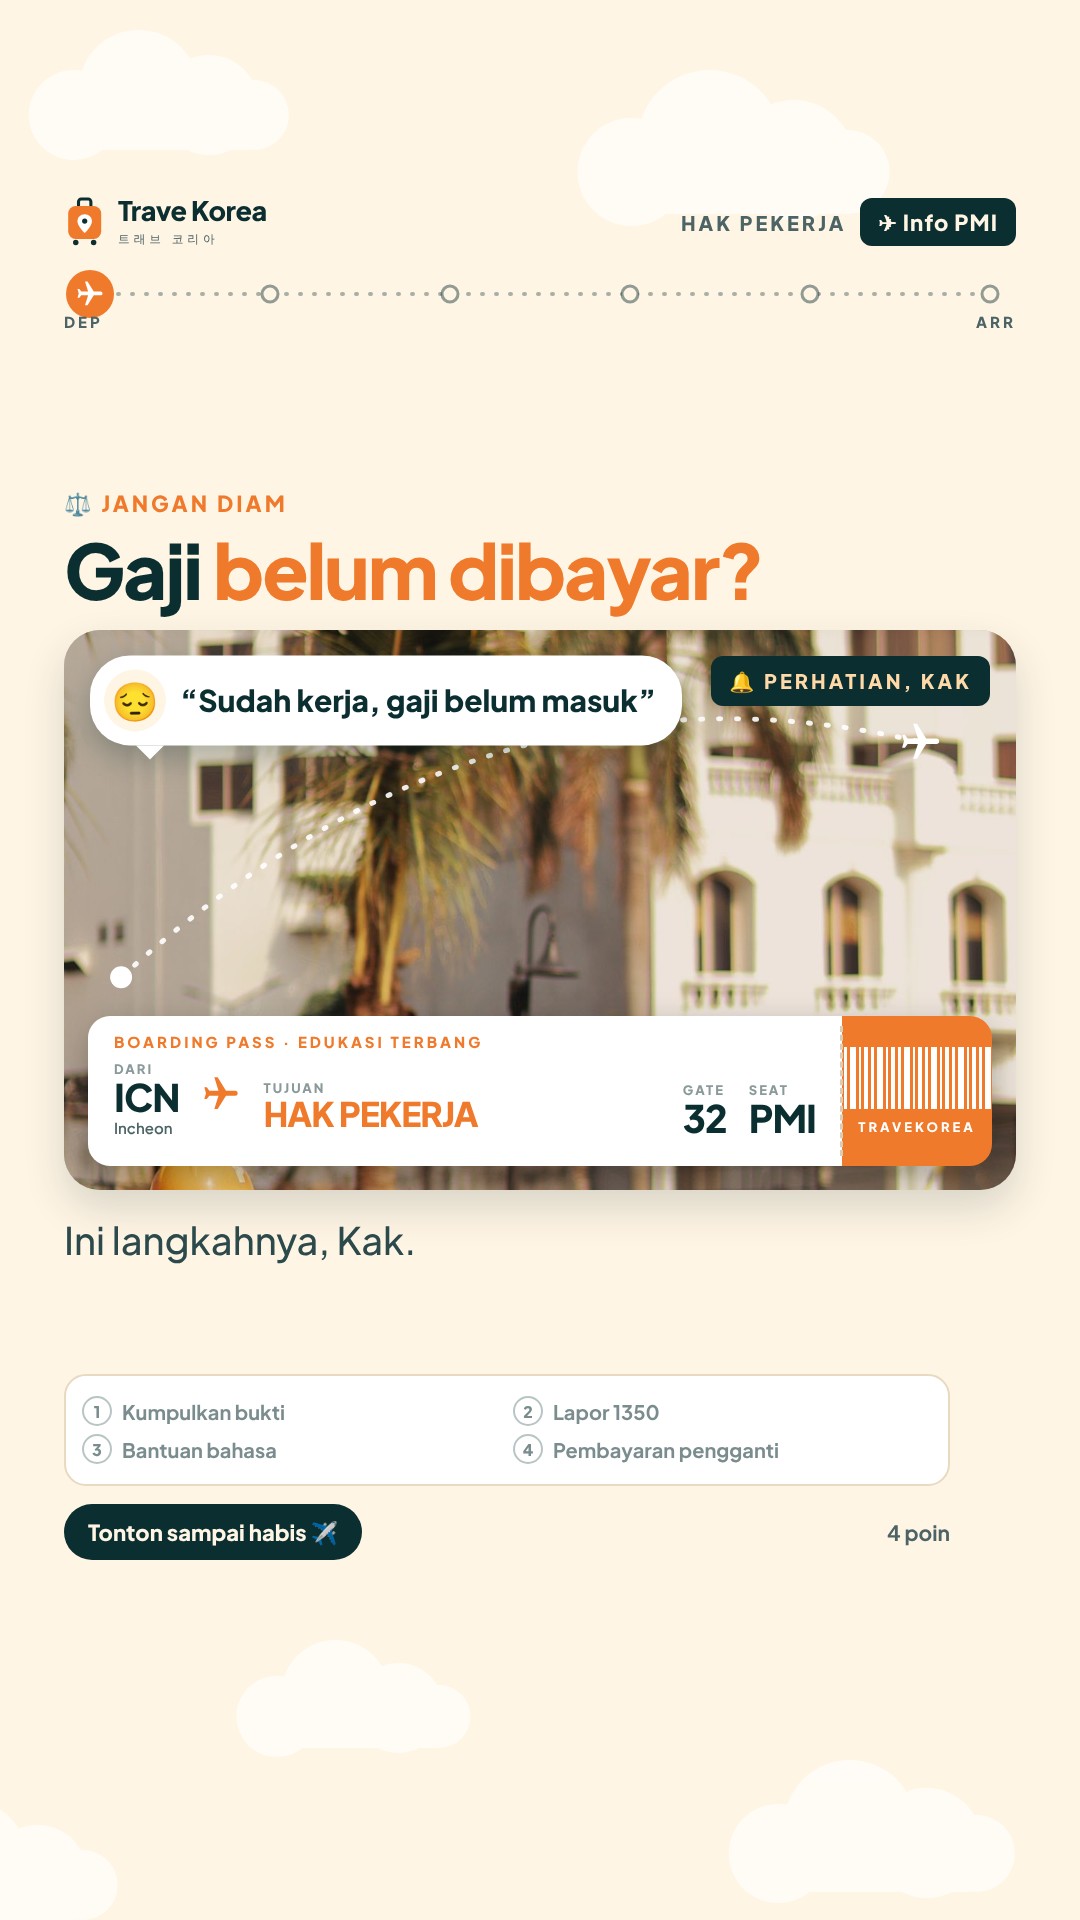 Trave Korea
트래브 코리아
HAK PEKERJA
✈ Info PMI
DEP
ARR
⚖️ JANGAN DIAM
Gaji belum dibayar?
😔 “Sudah kerja, gaji belum masuk”
🔔 PERHATIAN, KAK
BOARDING PASS · EDUKASI TERBANG
DARI
ICN
Incheon
TUJUAN
HAK PEKERJA
GATE
32
SEAT
PMI
TRAVEKOREA
Ini langkahnya, Kak.
1 Kumpulkan bukti
2 Lapor 1350
3 Bantuan bahasa
4 Pembayaran pengganti
Tonton sampai habis ✈️
4 poin